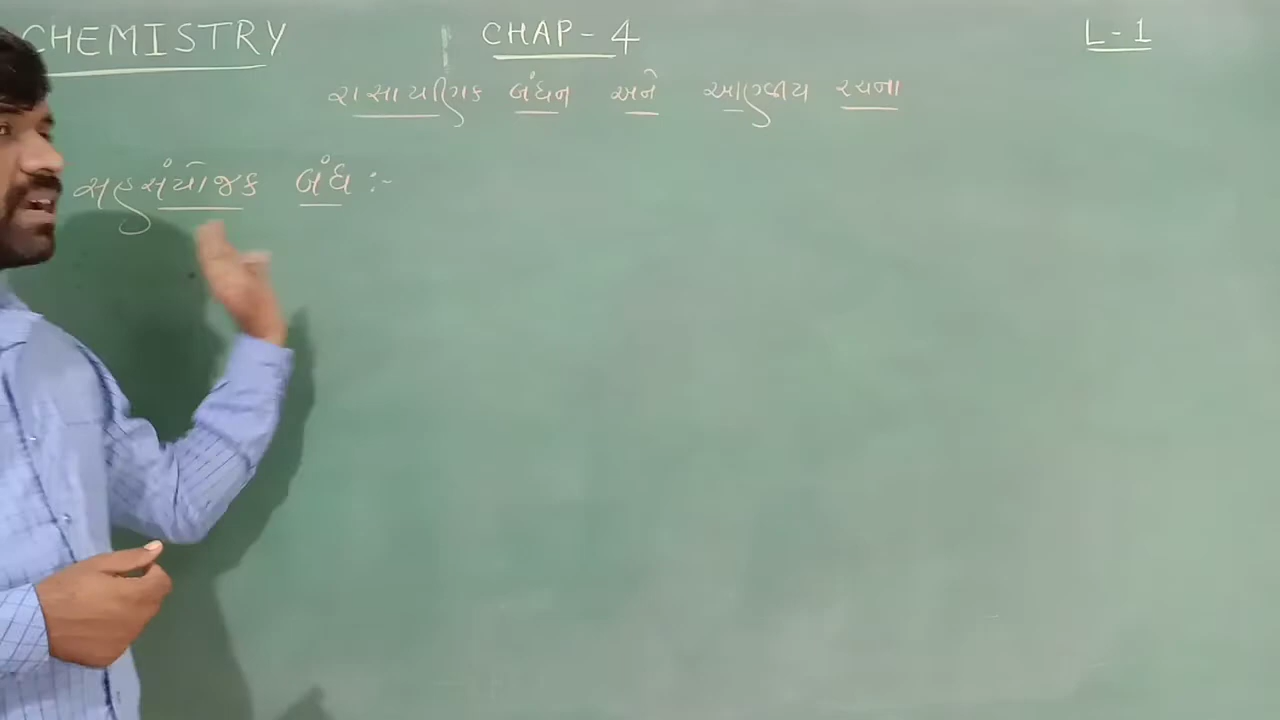 CHEMISTRY CHAP-4 L-1
રાસાયણિક બંધન અને આણ્વીય રચના
સહસંયોજક બંધ :-